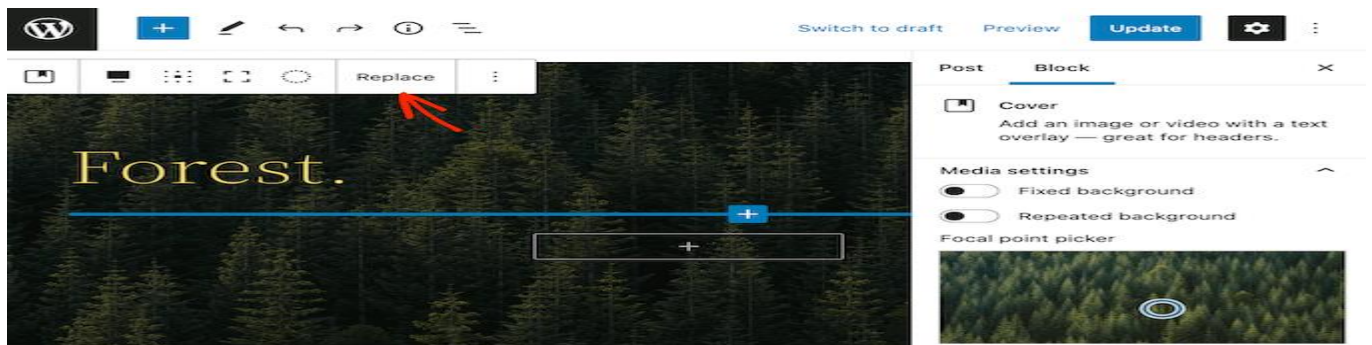 Switch to draft Preview Update
Replace
Post Block
Cover
Add an image or video with a text
overlay — great for headers.
Media settings
Fixed background
Repeated background
Focal point picker
Forest.